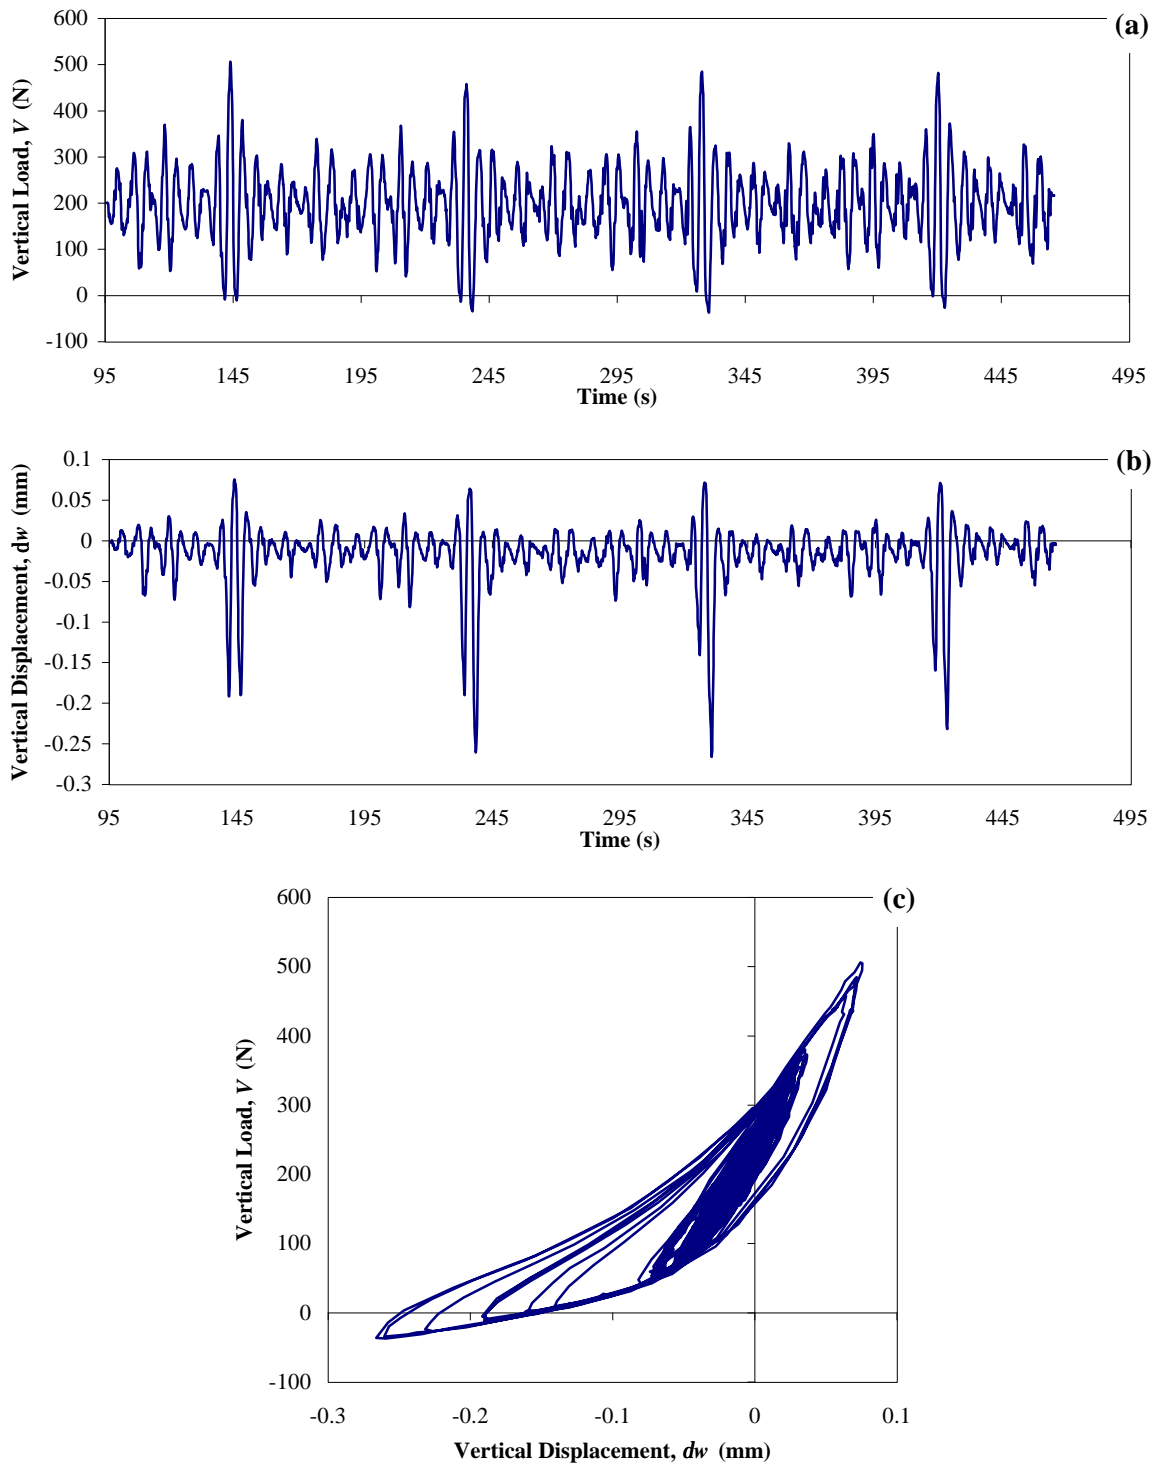 (a)
Vertical Load, V (N)
600
500
400
300
200
100
0
-100
95 145 195 245 295 345 395 445 495
Time (s)
(b)
Vertical Displacement, dw (mm)
0.1
0.05
0
-0.05
-0.1
-0.15
-0.2
-0.25
-0.3
95 145 195 245 295 345 395 445 495
Time (s)
(c)
Vertical Load, V (N)
600
500
400
300
200
100
0
-100
-0.3 -0.2 -0.1 0 0.1
Vertical Displacement, dw (mm)